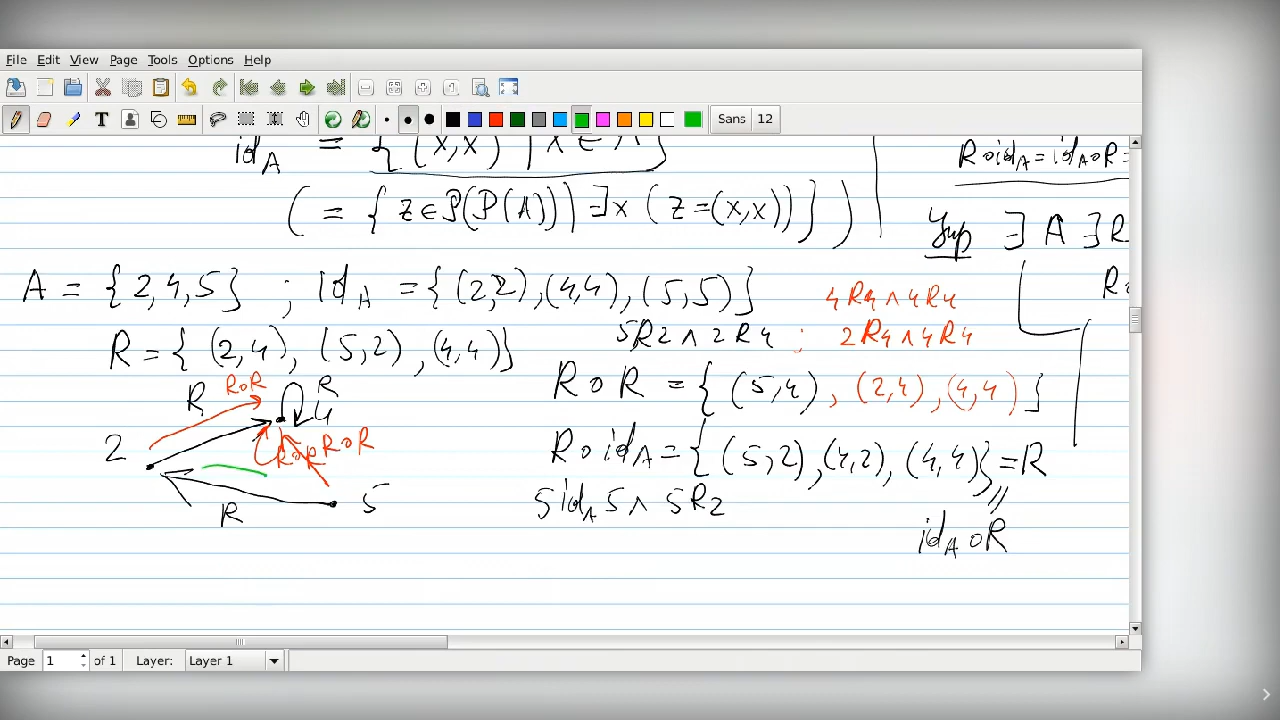 File Edit View Page Tools Options Help
Sans 12
id_A = {(x,x) | x ∈ A}
( = { z ∈ P(P(A)) | ∃x ( z = (x,x)) } )
R∘id_A = id_A∘R =
∃ A ∃ R
A = {2,4,5} ; id_A = {(2,2),(4,4),(5,5)}
4R4 ∧ 4R4
R = { (2,4), (5,2), (4,4)}
5R2 ∧ 2R4 ; 2R4 ∧ 4R4
R∘R = { (5,4), (2,4), (4,4) }
R R∘R R
4
2 R∘R R∘R
R∘id_A = { (5,2), (4,2), (4,4)} = R
R 5
5 id_A 5 ∧ 5R2
id_A∘R
Page 1 of 1 Layer: Layer 1